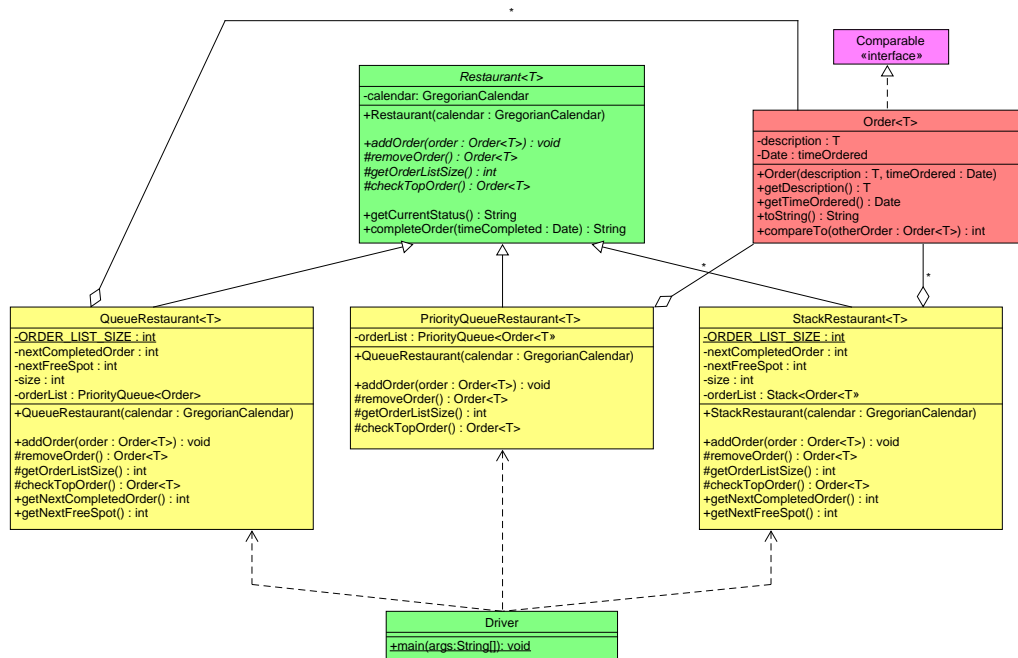 *
Comparable
«interface»
Restaurant<T>
-calendar: GregorianCalendar
+Restaurant(calendar : GregorianCalendar)
+addOrder(order : Order<T>) : void
#removeOrder() : Order<T>
#getOrderListSize() : int
#checkTopOrder() : Order<T>
+getCurrentStatus() : String
+completeOrder(timeCompleted : Date) : String
Order<T>
-description : T
-Date : timeOrdered
+Order(description : T, timeOrdered : Date)
+getDescription() : T
+getTimeOrdered() : Date
+toString() : String
+compareTo(otherOrder : Order<T>) : int
*
*
QueueRestaurant<T>
-ORDER_LIST_SIZE : int
-nextCompletedOrder : int
-nextFreeSpot : int
-size : int
-orderList : PriorityQueue<Order>
+QueueRestaurant(calendar : GregorianCalendar)
+addOrder(order : Order<T>) : void
#removeOrder() : Order<T>
#getOrderListSize() : int
#checkTopOrder() : Order<T>
+getNextCompletedOrder() : int
+getNextFreeSpot() : int
PriorityQueueRestaurant<T>
-orderList : PriorityQueue<Order<T»
+QueueRestaurant(calendar : GregorianCalendar)
+addOrder(order : Order<T>) : void
#removeOrder() : Order<T>
#getOrderListSize() : int
#checkTopOrder() : Order<T>
StackRestaurant<T>
-ORDER_LIST_SIZE : int
-nextCompletedOrder : int
-nextFreeSpot : int
-size : int
-orderList : Stack<Order<T»
+StackRestaurant(calendar : GregorianCalendar)
+addOrder(order : Order<T>) : void
#removeOrder() : Order<T>
#getOrderListSize() : int
#checkTopOrder() : Order<T>
+getNextCompletedOrder() : int
+getNextFreeSpot() : int
Driver
+main(args:String[]): void